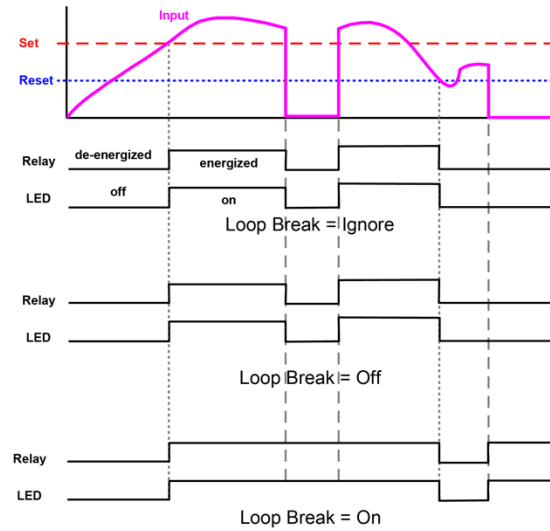 Input
Set
Reset
de-energized
energized
Relay
off
on
LED
Loop Break = Ignore
Relay
LED
Loop Break = Off
Relay
LED
Loop Break = On